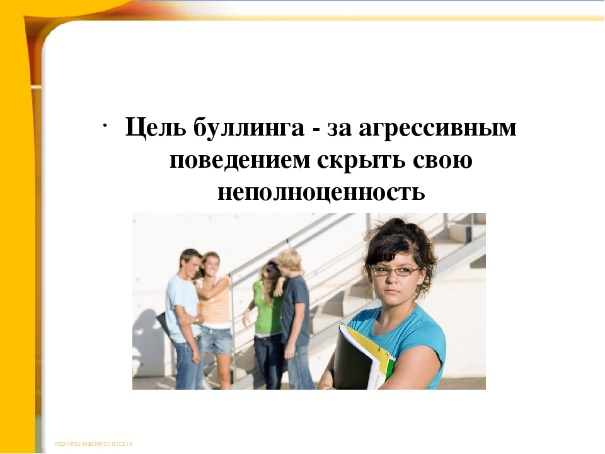 • Цель буллинга - за агрессивным
поведением скрыть свою
неполноценность